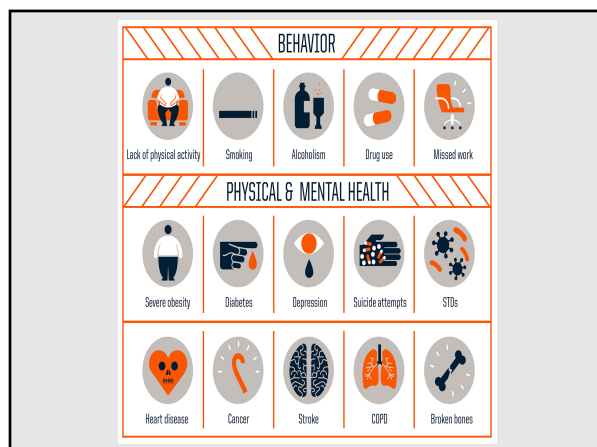 BEHAVIOR
Lack of physical activity
Smoking
Alcoholism
Drug use
Missed work
PHYSICAL & MENTAL HEALTH
Severe obesity
Diabetes
Depression
Suicide attempts
STDs
Heart disease
Cancer
Stroke
COPD
Broken bones